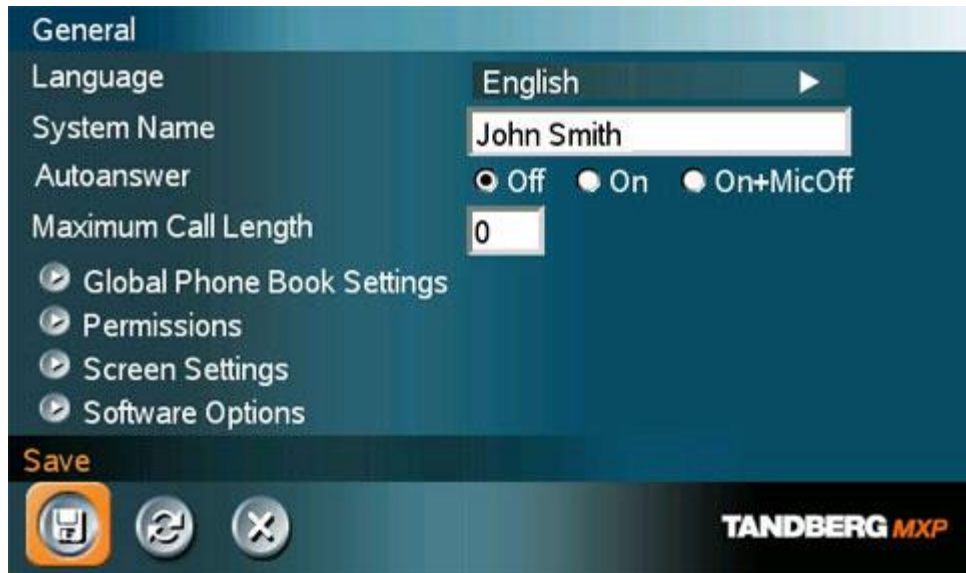 General
Language English
System Name John Smith
Autoanswer Off On On+MicOff
Maximum Call Length 0
Global Phone Book Settings
Permissions
Screen Settings
Software Options
Save
TANDBERG MXP